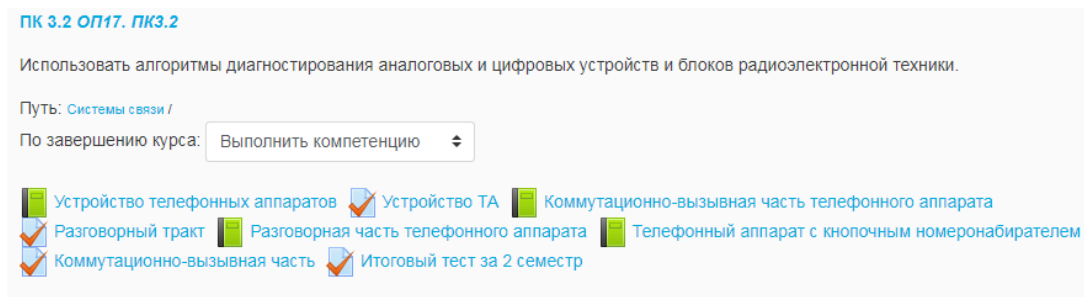 ПК 3.2 ОП17. ПК3.2
Использовать алгоритмы диагностирования аналоговых и цифровых устройств и блоков радиоэлектронной техники.
Путь: Системы связи /
По завершению курса: Выполнить компетенцию
Устройство телефонных аппаратов Устройство ТА Коммутационно-вызывная часть телефонного аппарата
Разговорный тракт Разговорная часть телефонного аппарата Телефонный аппарат с кнопочным номеронабирателем
Коммутационно-вызывная часть Итоговый тест за 2 семестр